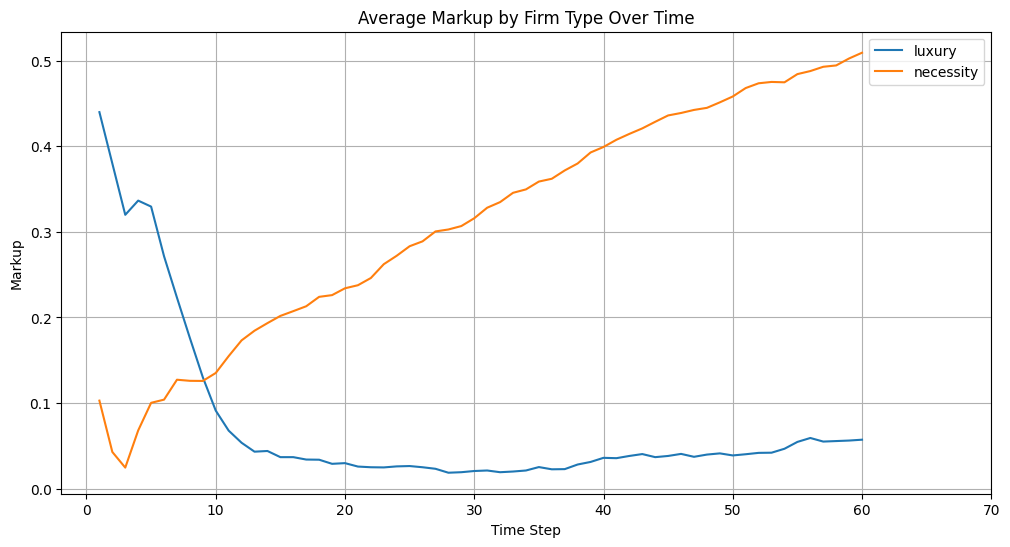 Average Markup by Firm Type Over Time
luxury
necessity
Markup
0.5
0.4
0.3
0.2
0.1
0.0
0 10 20 30 40 50 60 70
Time Step